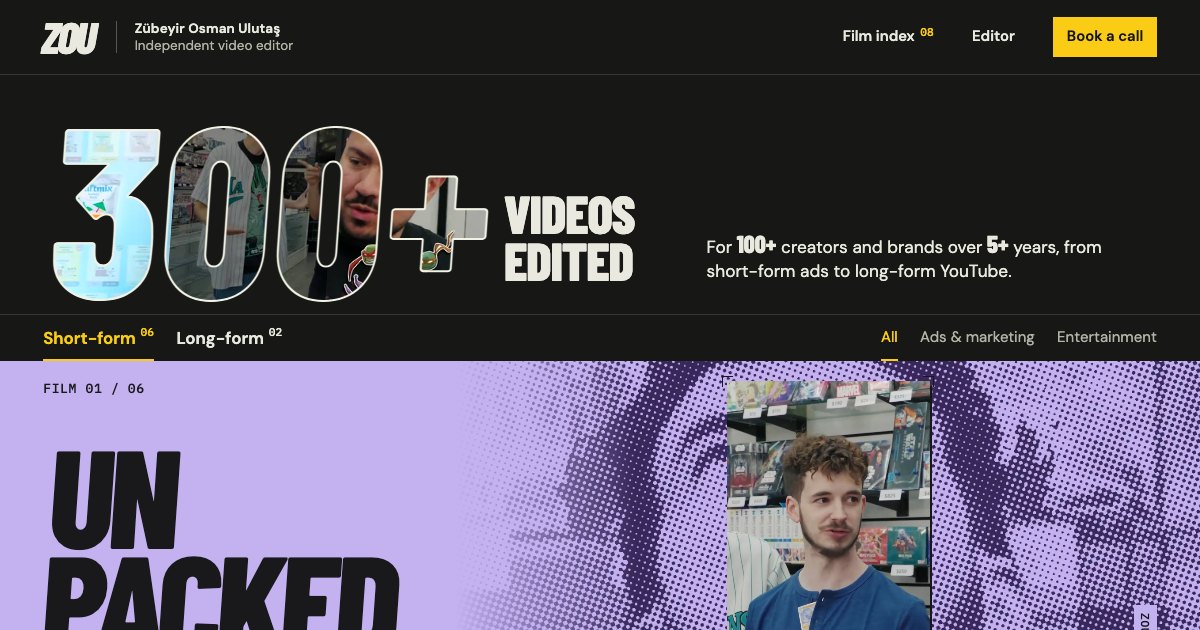 ZOU
Zübeyir Osman Ulutaş
Independent video editor
Film index 08
Editor
Book a call
300+
VIDEOS
EDITED
For 100+ creators and brands over 5+ years, from
short-form ads to long-form YouTube.
Short-form 06
Long-form 02
All
Ads & marketing
Entertainment
FILM 01 / 06
UN
PACKED
MARVEL
ZOU